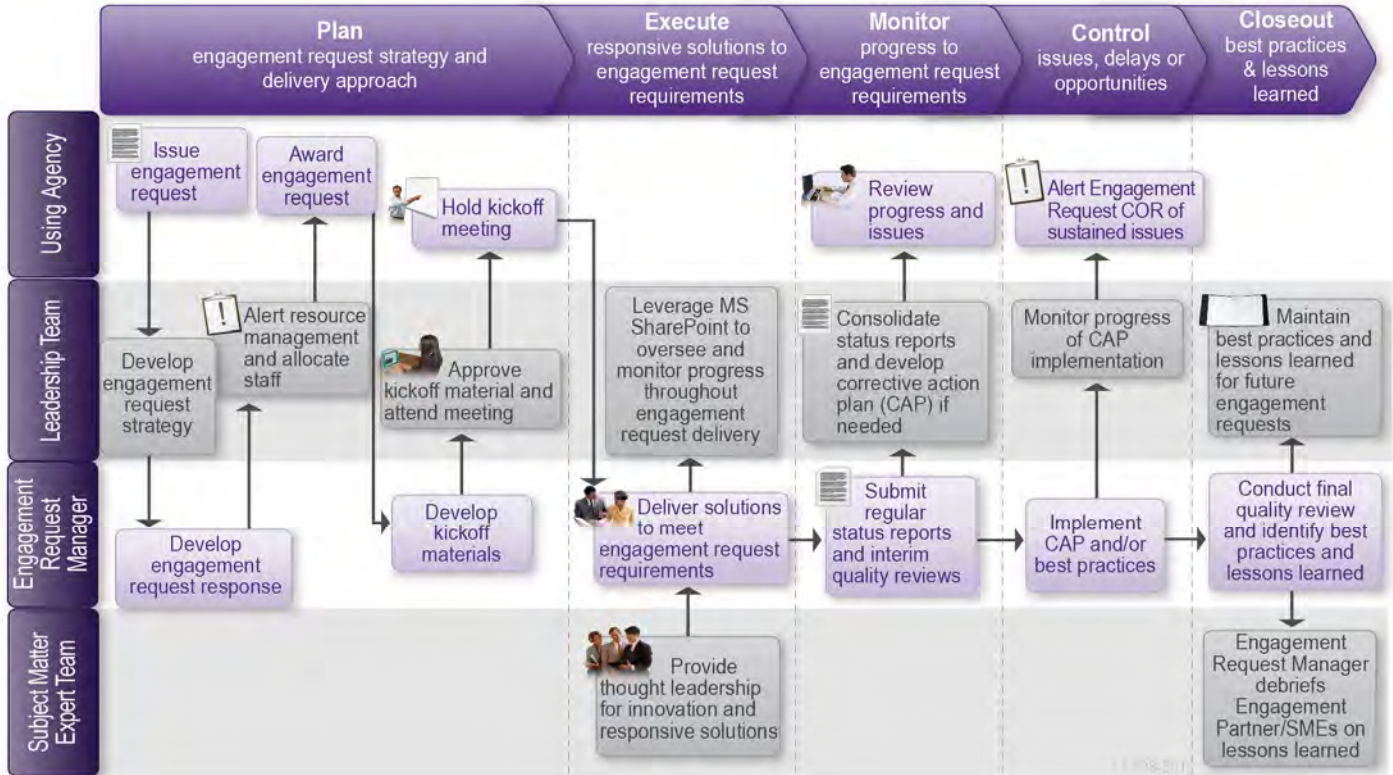 Plan
engagement request strategy and
delivery approach
Execute
responsive solutions to
engagement request
requirements
Monitor
progress to
engagement request
requirements
Control
issues, delays or
opportunities
Closeout
best practices
& lessons
learned
Using Agency
Issue
engagement
request
Award
engagement
request
Hold kickoff
meeting
Review
progress and
issues
Alert Engagement
Request COR of
sustained issues
Leadership Team
Develop
engagement
request
strategy
Alert resource
management
and allocate
staff
Approve
kickoff material and
attend meeting
Leverage MS
SharePoint to
oversee and
monitor progress
throughout
engagement
request delivery
Consolidate
status reports
and develop
corrective action
plan (CAP) if
needed
Monitor progress
of CAP
implementation
Maintain
best practices and
lessons learned
for future
engagement
requests
Engagement
Request
Manager
Develop
engagement
request response
Develop
kickoff
materials
Deliver solutions
to meet
engagement request
requirements
Submit
regular
status reports
and interim
quality reviews
Implement
CAP and/or
best practices
Conduct final
quality review
and identify best
practices and
lessons learned
Subject Matter
Expert Team
Provide
thought leadership
for innovation and
responsive solutions
Engagement
Request Manager
debriefs
Engagement
Partner/SMEs on
lessons learned